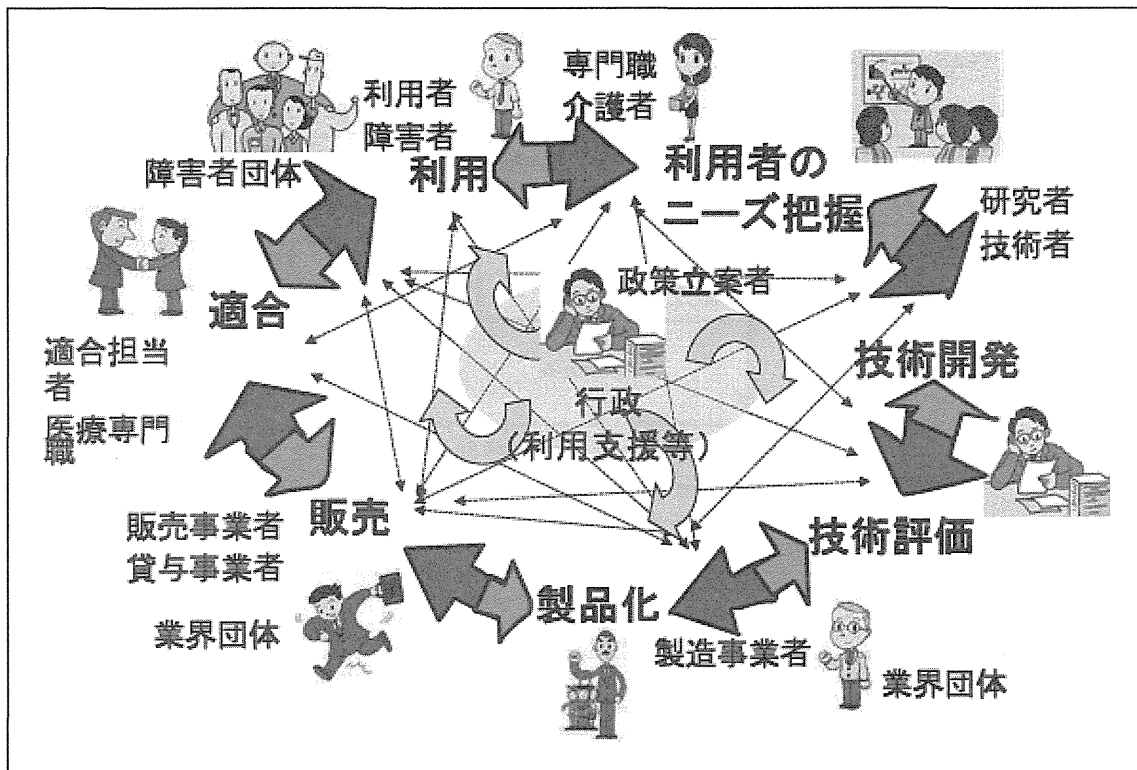 利用者
障害者
障害者団体
利用
専門職
介護者
利用者の
ニーズ把握
研究者
技術者
政策立案者
行政
(利用支援等)
適合
適合担当
者
医療専門
職
技術開発
技術評価
販売
販売事業者
貸与事業者
業界団体
製品化
製造事業者
業界団体